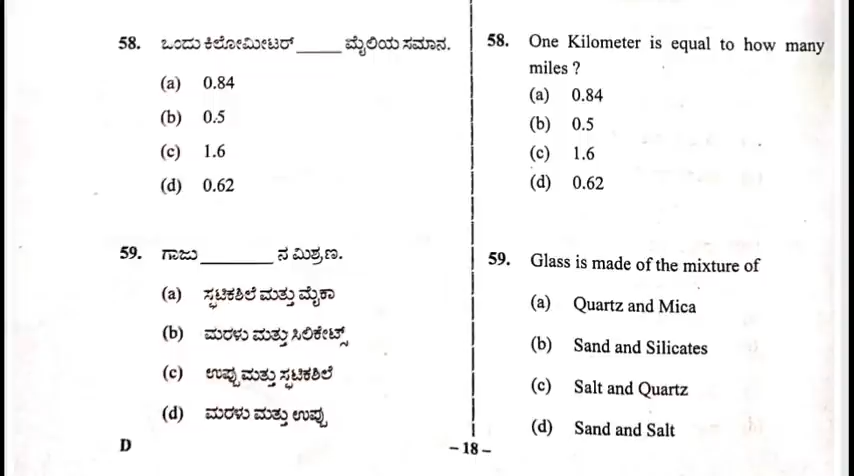 58. ಒಂದು ಕಿಲೋಮೀಟರ್ _____ ಮೈಲಿಯ ಸಮಾನ.
(a) 0.84
(b) 0.5
(c) 1.6
(d) 0.62
59. ಗಾಜು ________ ನ ಮಿಶ್ರಣ.
(a) ಸ್ಫಟಿಕಶಿಲೆ ಮತ್ತು ಮೈಕಾ
(b) ಮರಳು ಮತ್ತು ಸಿಲಿಕೇಟ್ಸ್
(c) ಉಪ್ಪು ಮತ್ತು ಸ್ಫಟಿಕಶಿಲೆ
(d) ಮರಳು ಮತ್ತು ಉಪ್ಪು
58. One Kilometer is equal to how many
miles ?
(a) 0.84
(b) 0.5
(c) 1.6
(d) 0.62
59. Glass is made of the mixture of
(a) Quartz and Mica
(b) Sand and Silicates
(c) Salt and Quartz
(d) Sand and Salt
D
– 18 –